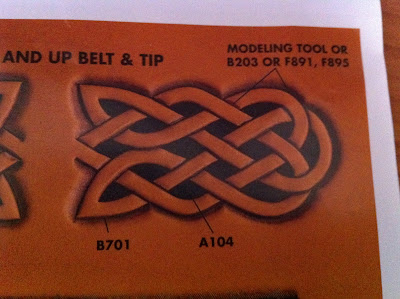 AND UP BELT & TIP
MODELING TOOL OR
B203 OR F891, F895
B701
A104